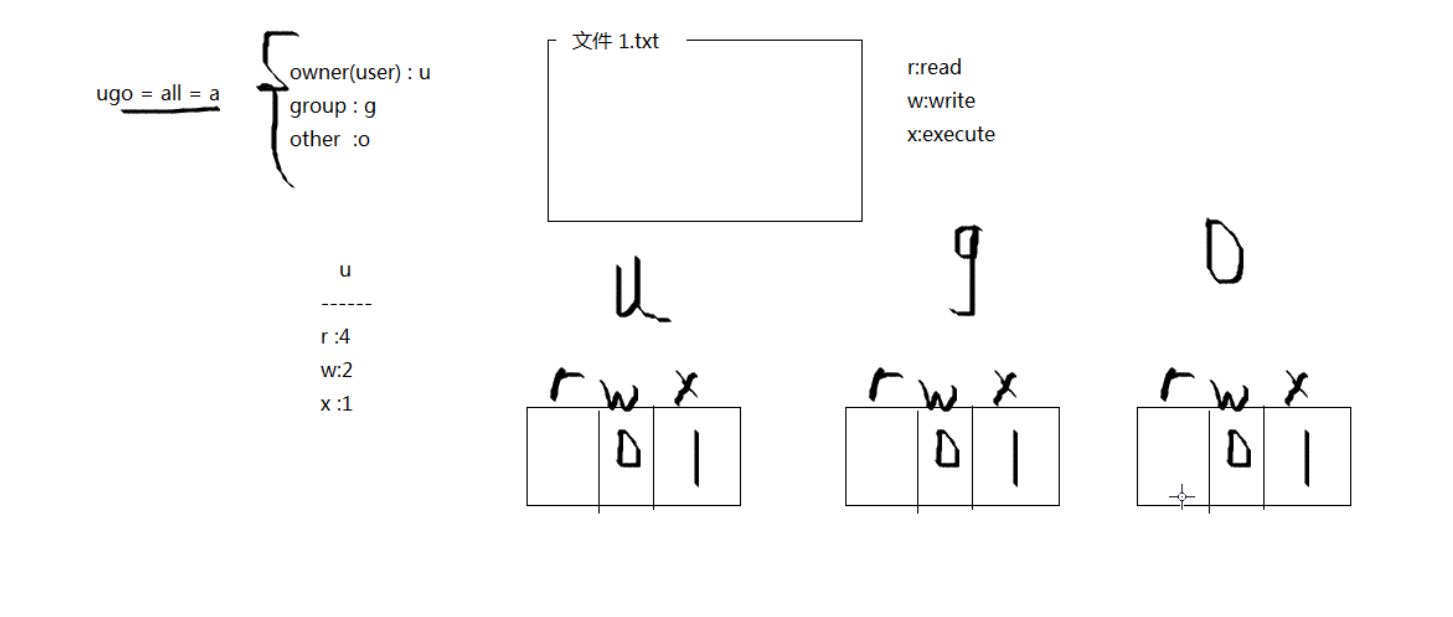 文件 1.txt
ugo = all = a
owner(user) : u
group : g
other :o
r:read
w:write
x:execute
u
------
r :4
w:2
x :1
u g o
r w x r w x r w x
0 1 0 1 0 1